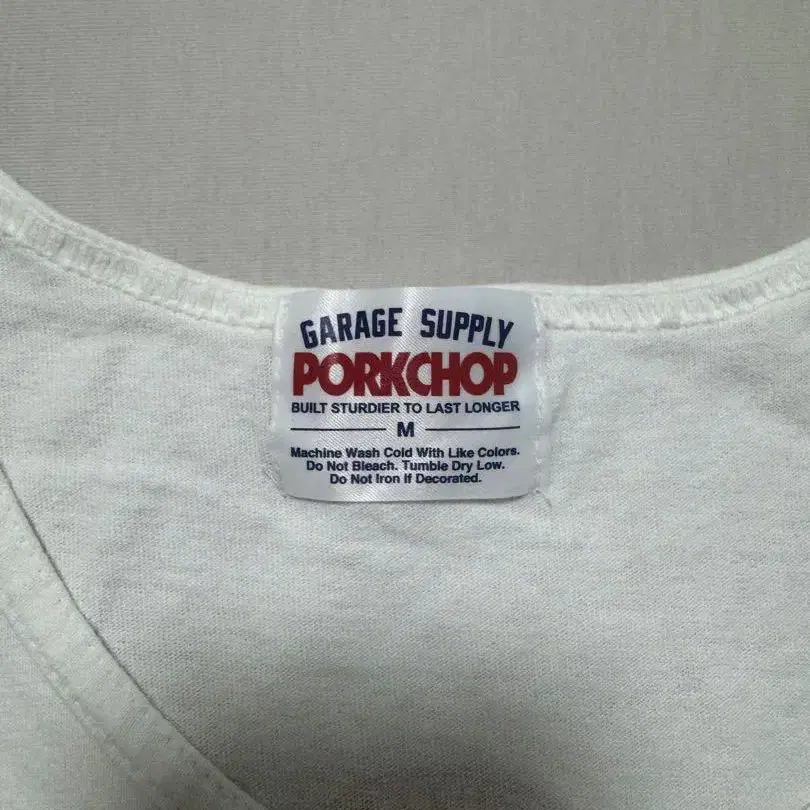 GARAGE SUPPLY
PORKCHOP
BUILT STURDIER TO LAST LONGER
M
Machine Wash Cold With Like Colors.
Do Not Bleach. Tumble Dry Low.
Do Not Iron If Decorated.